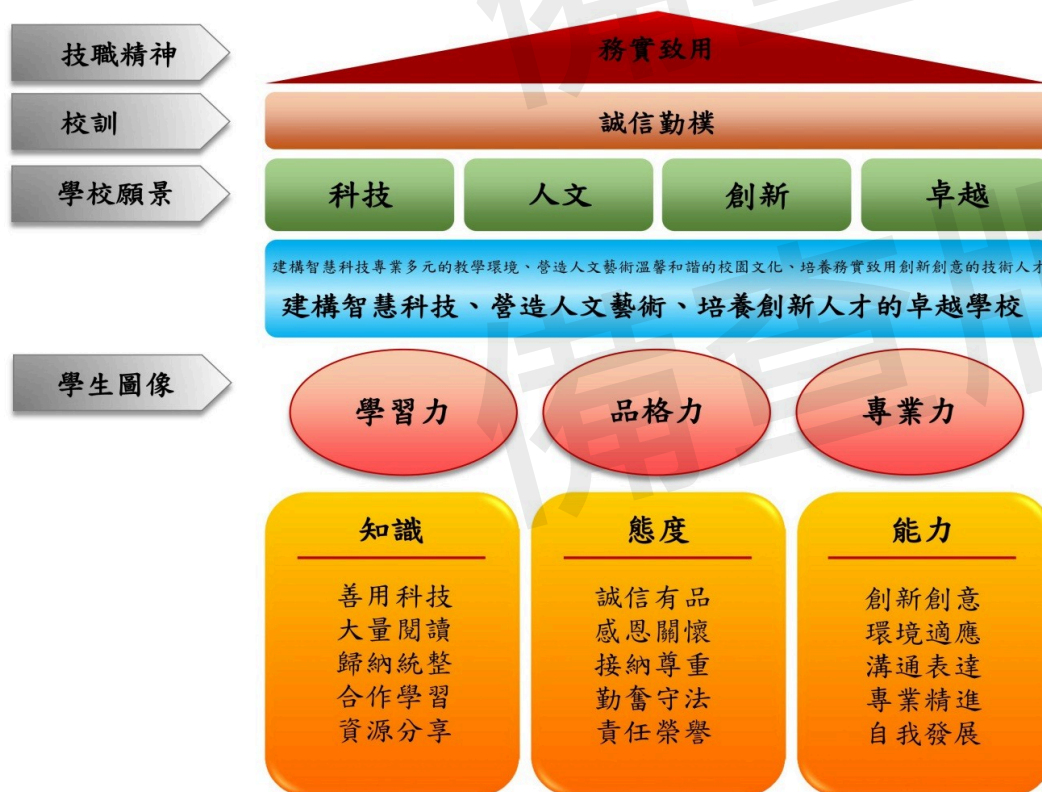 技職精神
務實致用
校訓
誠信勤樸
學校願景
科技
人文
創新
卓越
建構智慧科技專業多元的教學環境、營造人文藝術溫馨和諧的校園文化、培養務實致用創新創意的技術人才
建構智慧科技、營造人文藝術、培養創新人才的卓越學校
學生圖像
學習力
品格力
專業力
知識
善用科技
大量閱讀
歸納統整
合作學習
資源分享
態度
誠信有品
感恩關懷
接納尊重
勤奮守法
責任榮譽
能力
創新創意
環境適應
溝通表達
專業精進
自我發展
備查版